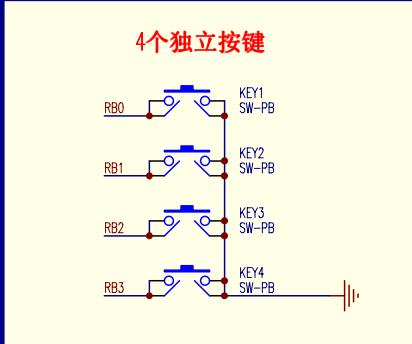 4个独立按键
KEY1
RB0
SW-PB
KEY2
RB1
SW-PB
KEY3
RB2
SW-PB
KEY4
RB3
SW-PB